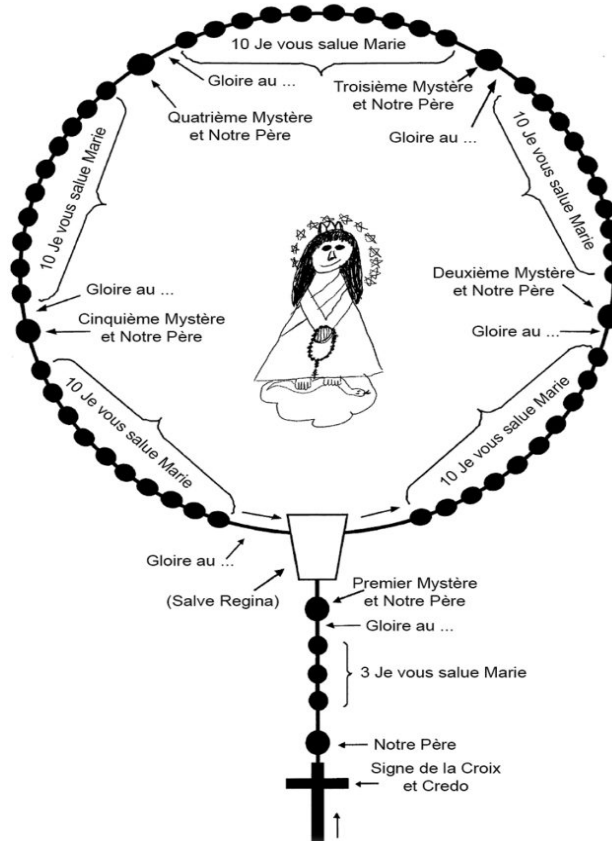 10 Je vous salue Marie
Gloire au ...
Troisième Mystère
et Notre Père
Quatrième Mystère
et Notre Père
Gloire au ...
10 Je vous salue Marie
10 Je vous salue Marie
Gloire au ...
Deuxième Mystère
et Notre Père
Cinquième Mystère
et Notre Père
Gloire au ...
10 Je vous salue Marie
10 Je vous salue Marie
Gloire au ...
(Salve Regina)
Premier Mystère
et Notre Père
Gloire au ...
3 Je vous salue Marie
Notre Père
Signe de la Croix
et Credo